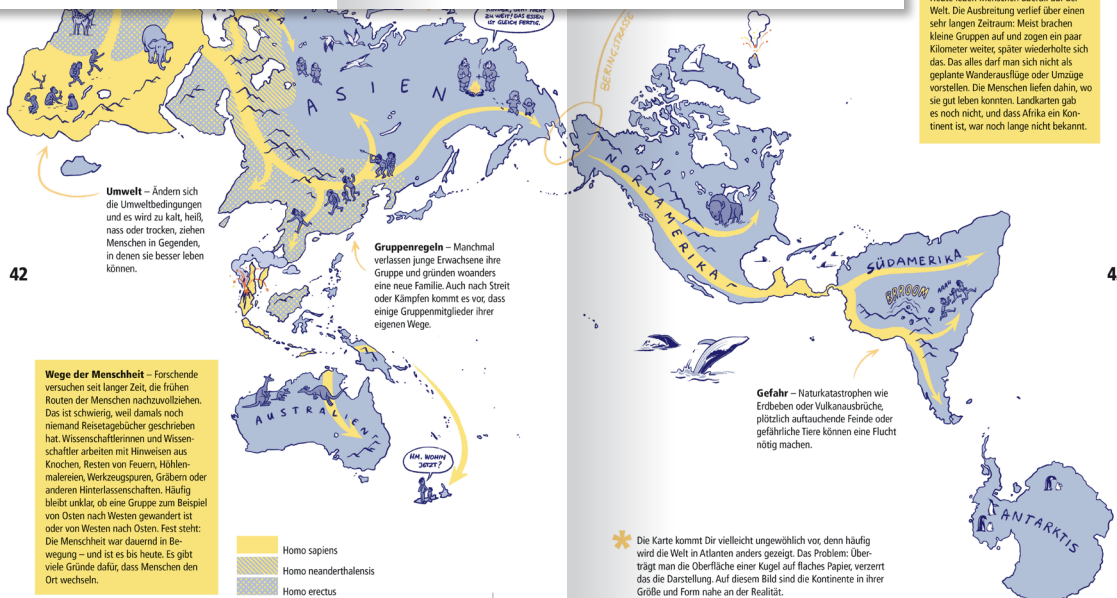 ZU WEIT! DAS ESSEN
IST GLEICH FERTIG.
BERINGSTRASSE
ASIEN
Welt. Die Ausbreitung verlief über einen
sehr langen Zeitraum: Meist brachen
kleine Gruppen auf und zogen ein paar
Kilometer weiter, später wiederholte sich
das. Das alles darf man sich nicht als
geplante Wanderausflüge oder Umzüge
vorstellen. Die Menschen liefen dahin, wo
sie gut leben konnten. Landkarten gab
es noch nicht, und dass Afrika ein Kon-
tinent ist, war noch lange nicht bekannt.
Umwelt – Ändern sich
die Umweltbedingungen
und es wird zu kalt, heiß,
nass oder trocken, ziehen
Menschen in Gegenden,
in denen sie besser leben
können.
42
Gruppenregeln – Manchmal
verlassen junge Erwachsene ihre
Gruppe und gründen woanders
eine neue Familie. Auch nach Streit
oder Kämpfen kommt es vor, dass
einige Gruppenmitglieder ihrer
eigenen Wege.
NORDAMERIKA
SÜDAMERIKA
BAROOM
4
Wege der Menschheit – Forschende
versuchen seit langer Zeit, die frühen
Routen der Menschen nachzuvollziehen.
Das ist schwierig, weil damals noch
niemand Reisetagebücher geschrieben
hat. Wissenschaftlerinnen und Wissen-
schaftler arbeiten mit Hinweisen aus
Knochen, Resten von Feuern, Höhlen-
malereien, Werkzeugspuren, Gräbern oder
anderen Hinterlassenschaften. Häufig
bleibt unklar, ob eine Gruppe zum Beispiel
von Osten nach Westen gewandert ist
oder von Westen nach Osten. Fest steht:
Die Menschheit war dauernd in Be-
wegung – und ist es bis heute. Es gibt
viele Gründe dafür, dass Menschen den
Ort wechseln.
AUSTRALIEN
HM. WOHIN
JETZT?
Gefahr – Naturkatastrophen wie
Erdbeben oder Vulkanausbrüche,
plötzlich auftauchende Feinde oder
gefährliche Tiere können eine Flucht
nötig machen.
ANTARKTIS
Homo sapiens
Homo neanderthalensis
Homo erectus
Die Karte kommt Dir vielleicht ungewöhlich vor, denn häufig
wird die Welt in Atlanten anders gezeigt. Das Problem: Über-
trägt man die Oberfläche einer Kugel auf flaches Papier, verzerrt
das die Darstellung. Auf diesem Bild sind die Kontinente in ihrer
Größe und Form nahe an der Realität.